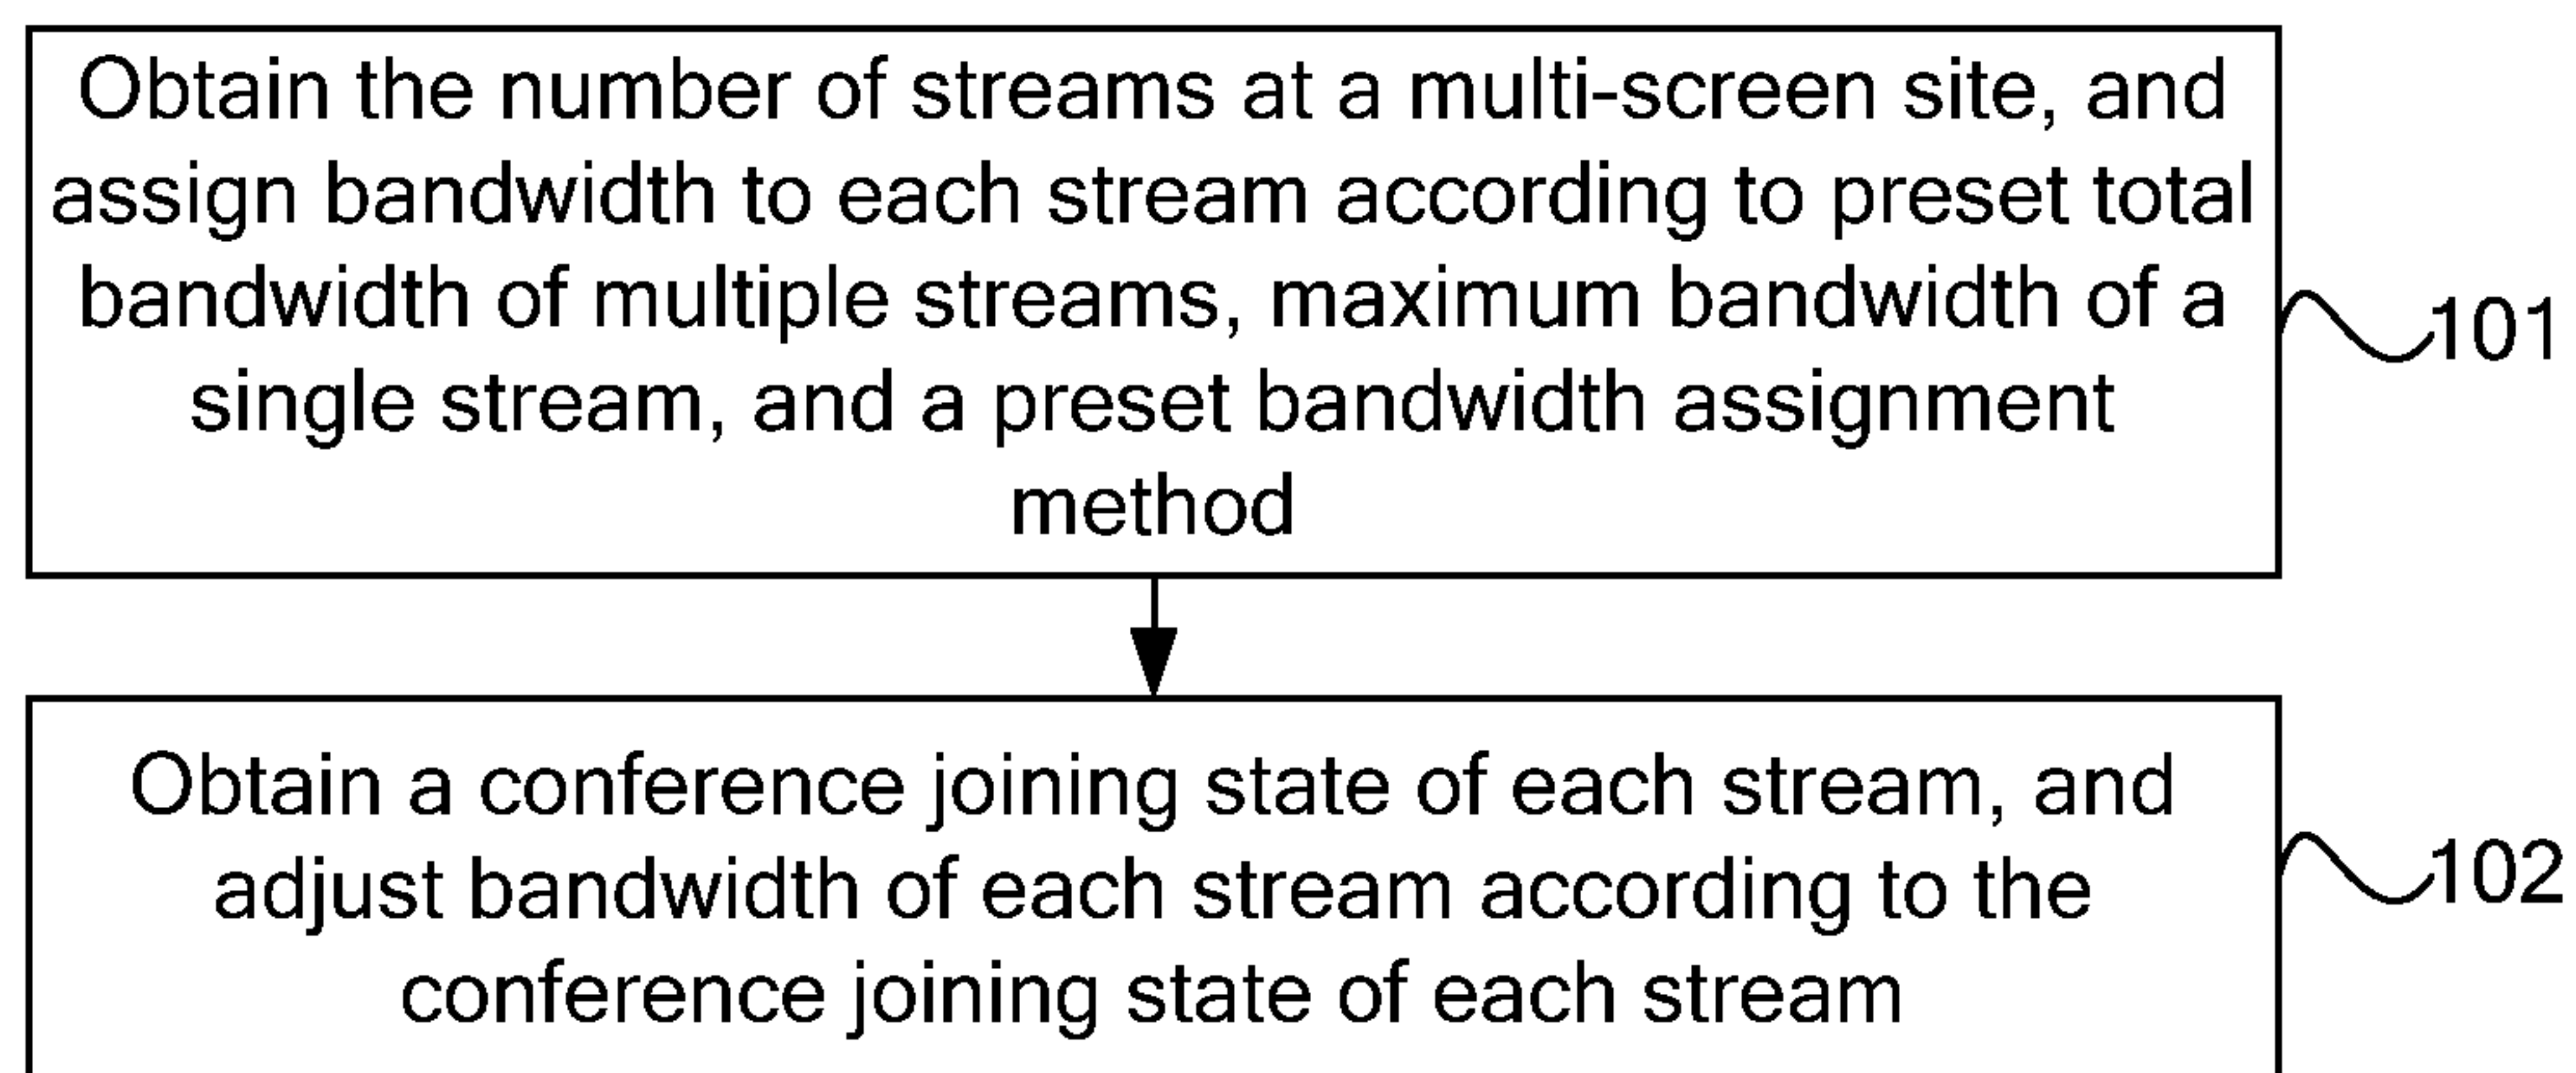 Obtain the number of streams at a multi-screen site, and
assign bandwidth to each stream according to preset total
bandwidth of multiple streams, maximum bandwidth of a
single stream, and a preset bandwidth assignment
method
101
Obtain a conference joining state of each stream, and
adjust bandwidth of each stream according to the
conference joining state of each stream
102